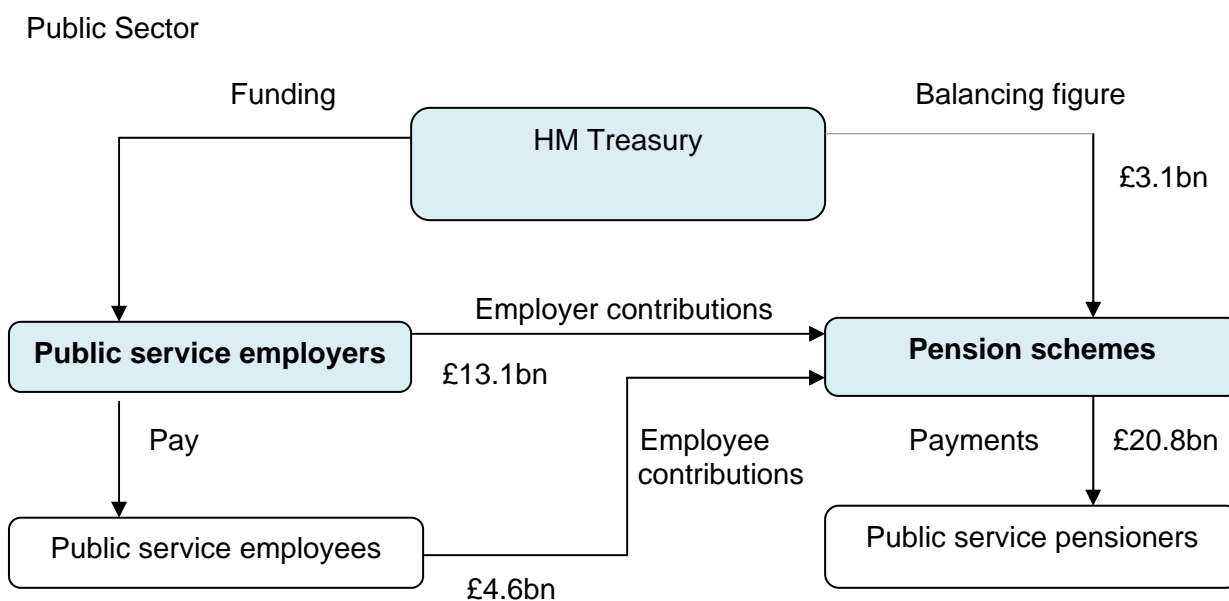 Public Sector
Funding
Balancing figure
HM Treasury
£3.1bn
Employer contributions
Public service employers
Pension schemes
£13.1bn
Pay
Employee
contributions
Payments
£20.8bn
Public service employees
Public service pensioners
£4.6bn